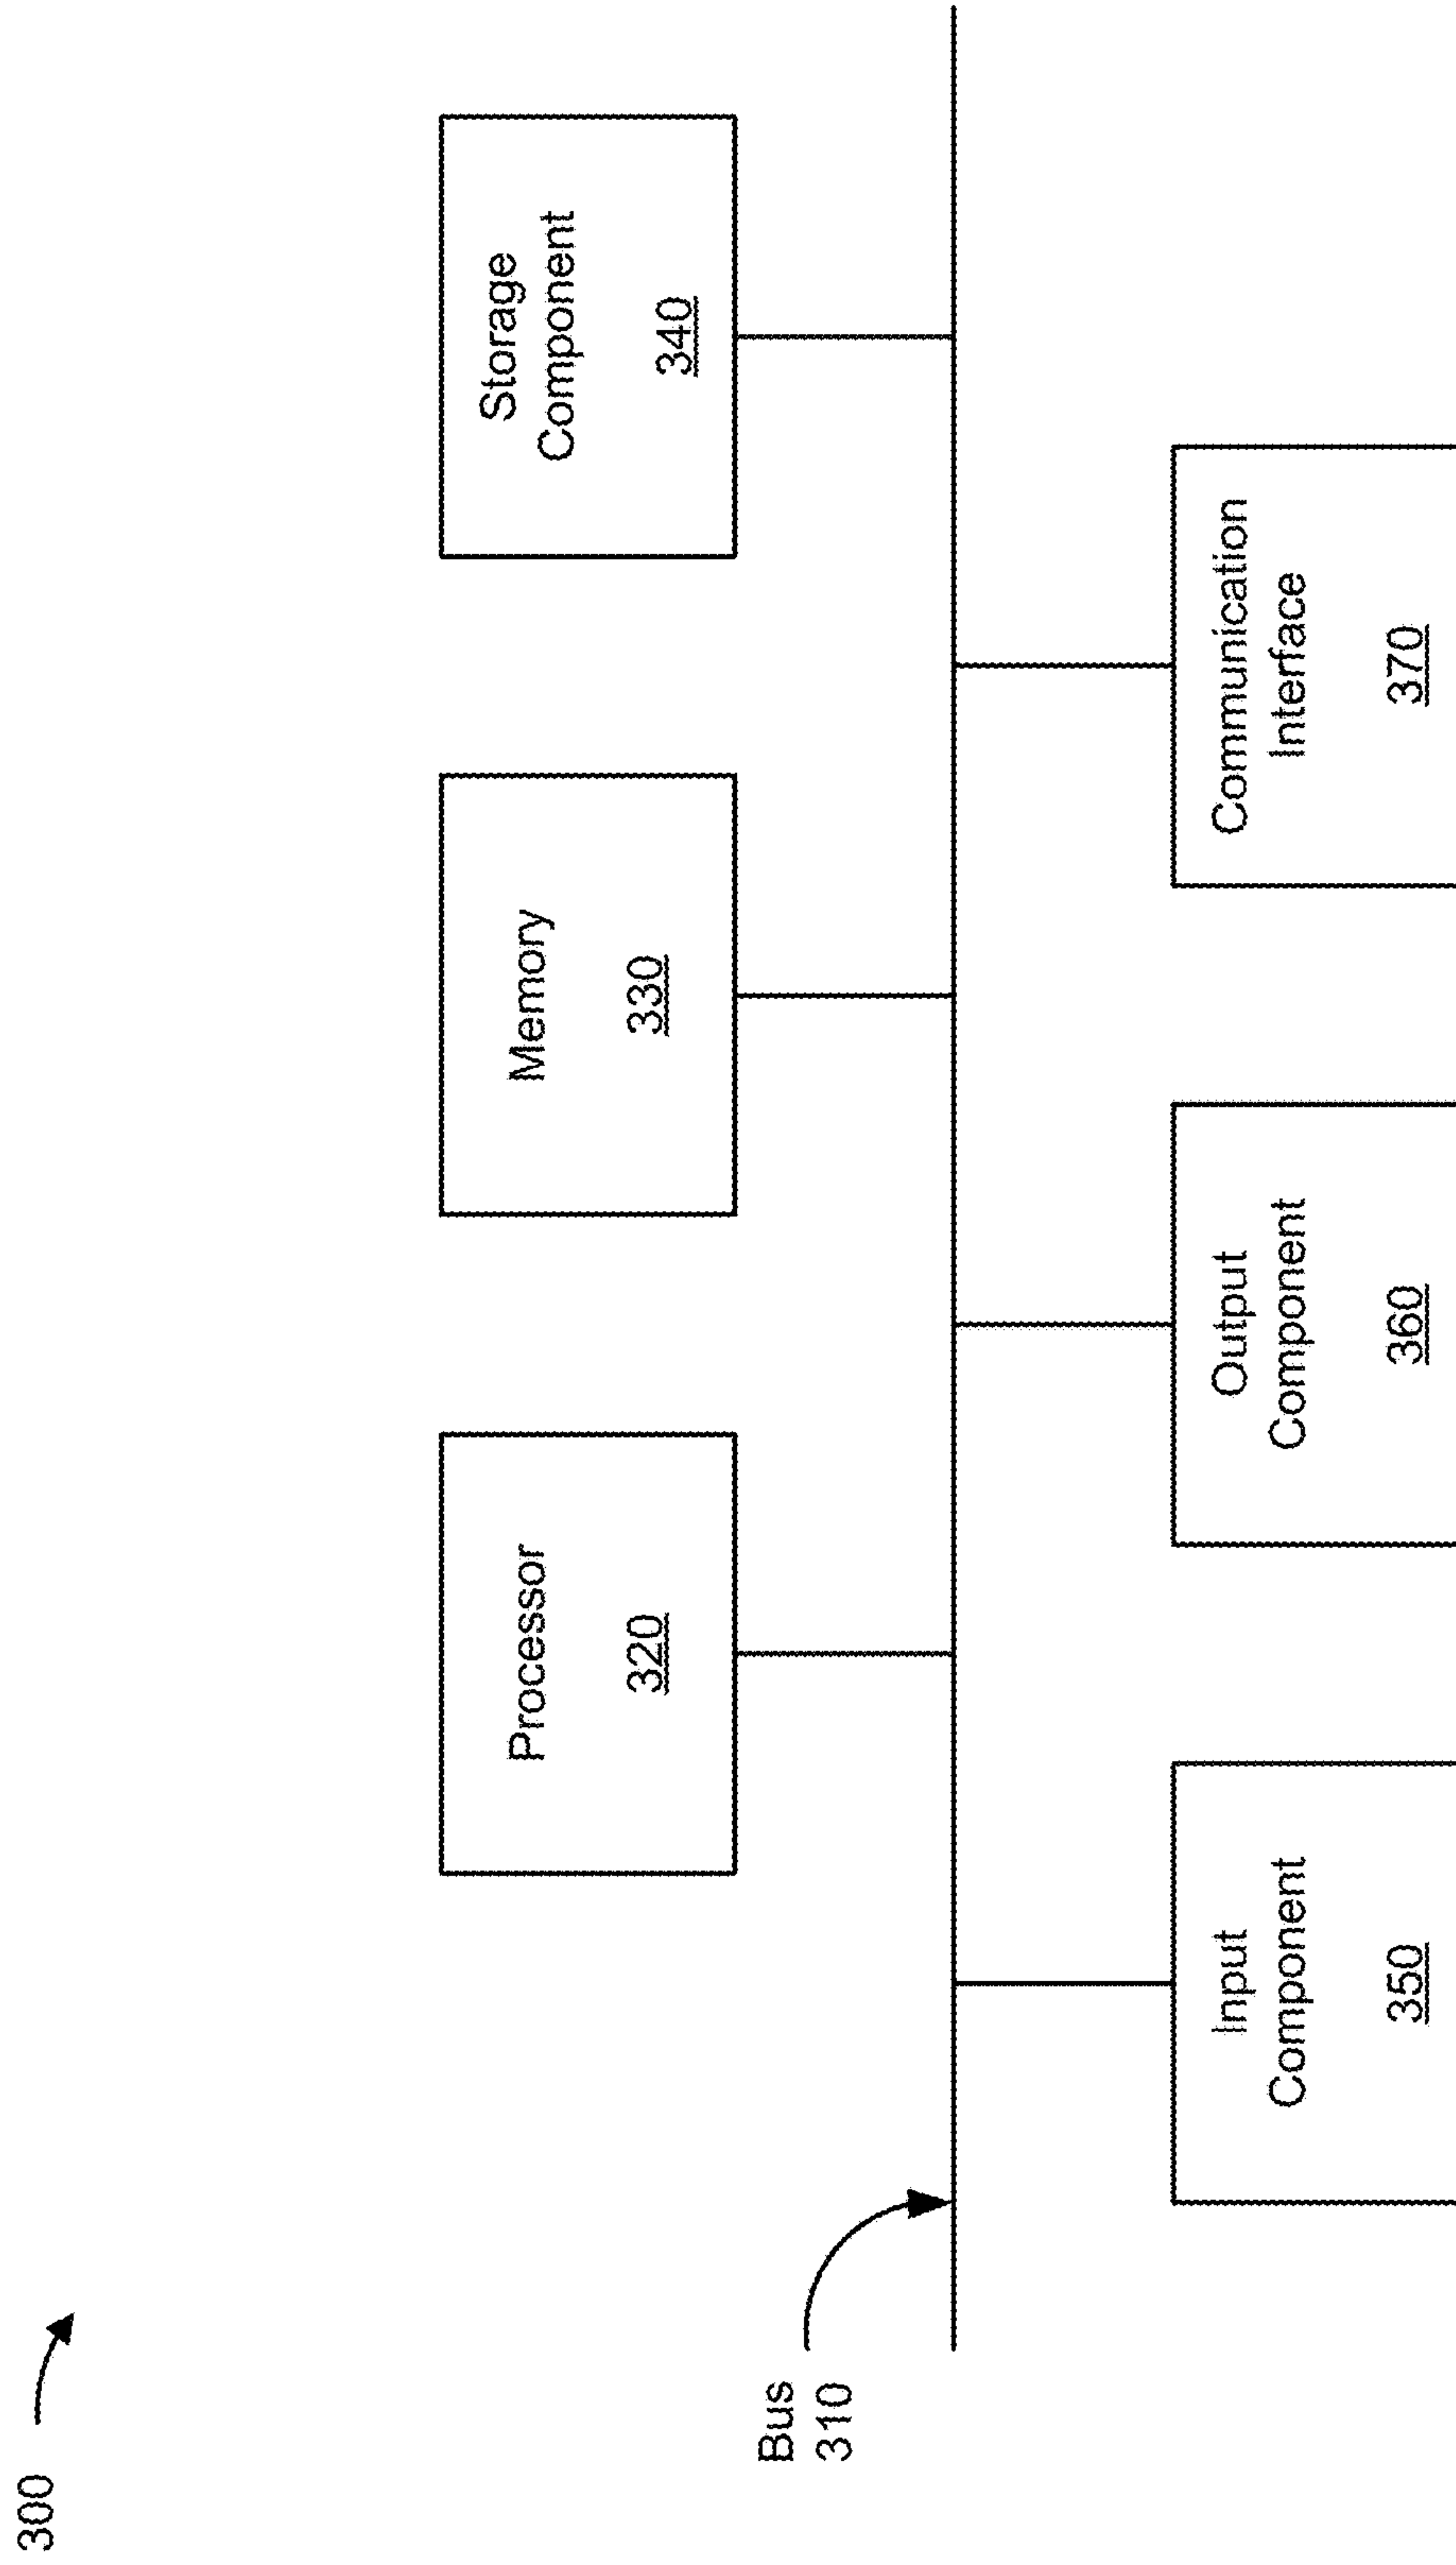 300
Processor
320
Memory
330
Storage
Component
340
Bus
310
Input
Component
350
Output
Component
360
Communication
Interface
370